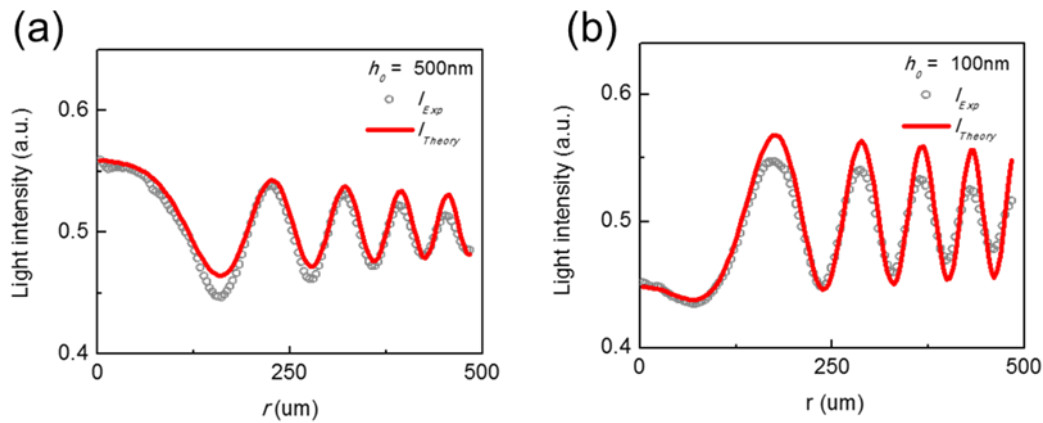 (a)
h0 = 500nm
IExp
ITheory
0.6
0.5
0.4
Light intensity (a.u.)
0
250
500
r (um)
(b)
h0 = 100nm
IExp
ITheory
0.6
0.5
0.4
Light intensity (a.u.)
0
250
500
r (um)